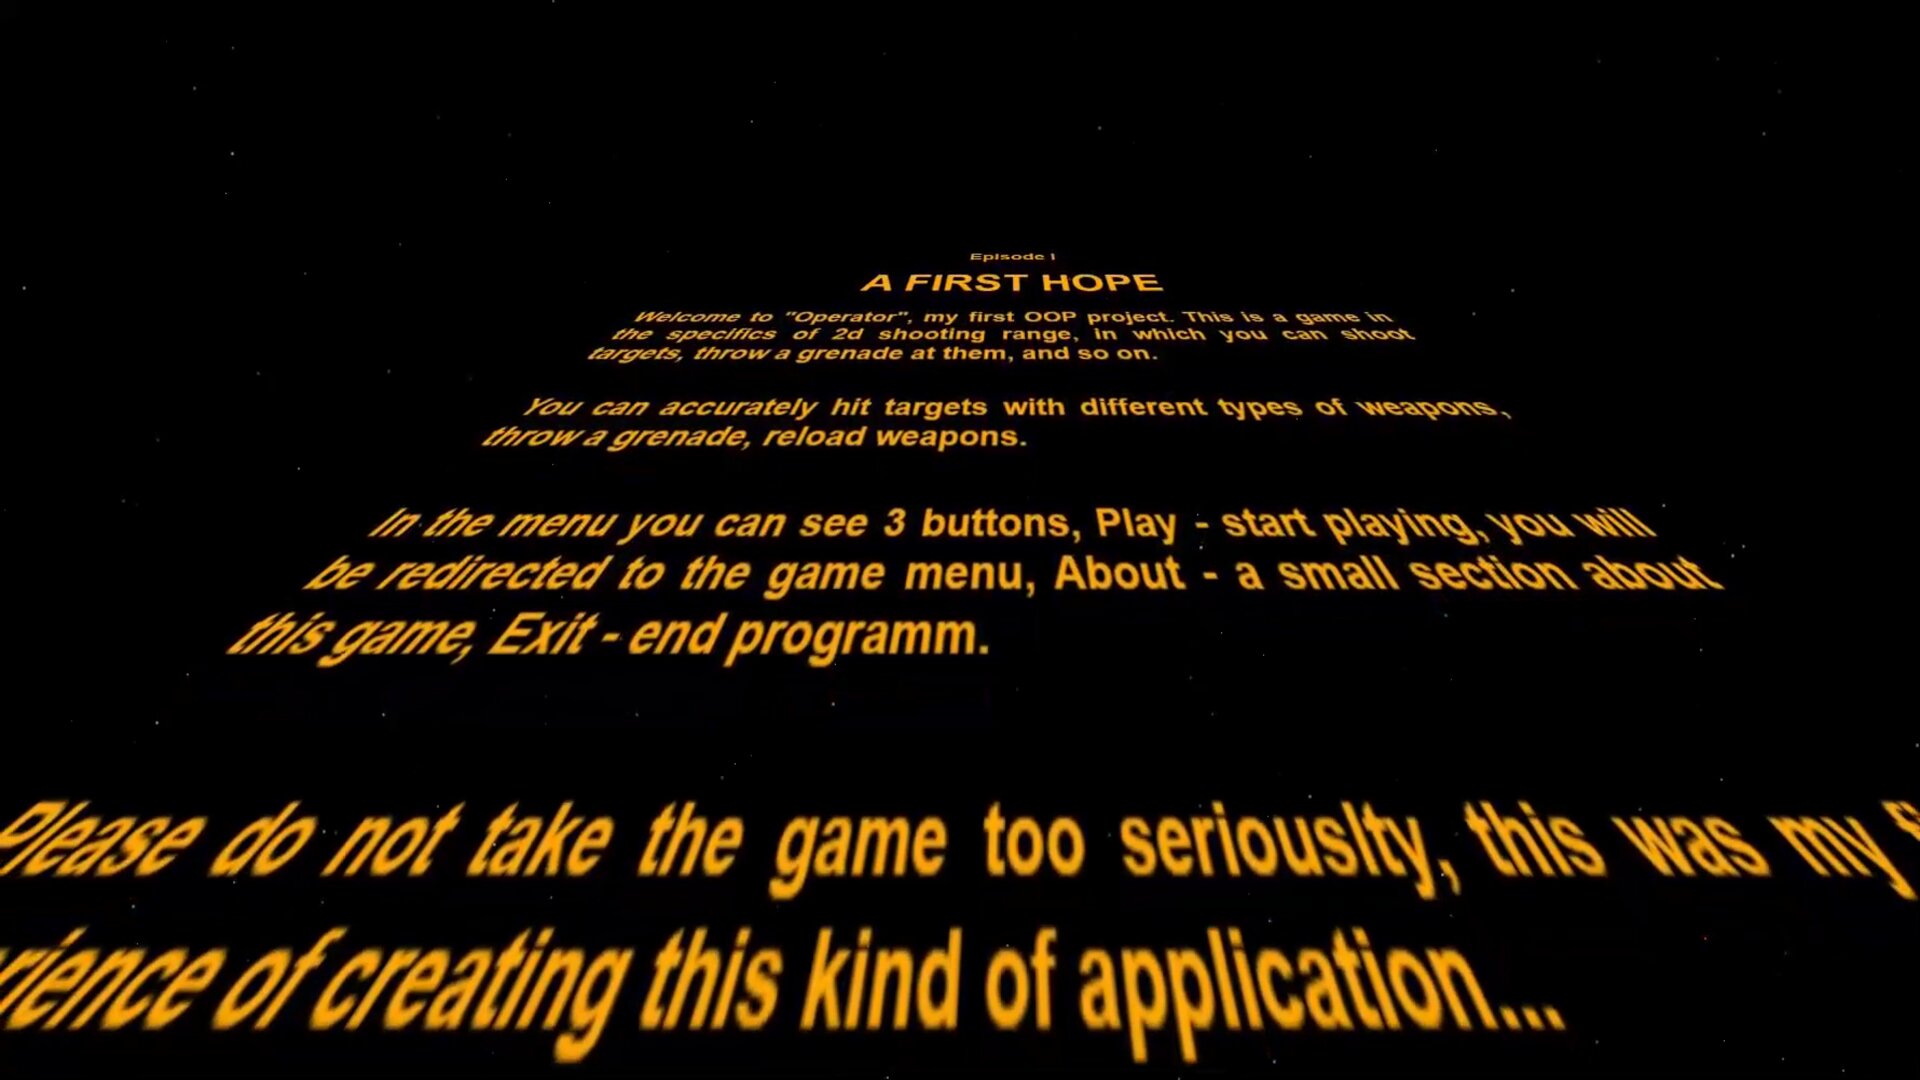 Episode I
A FIRST HOPE
Welcome to "Operator", my first OOP project. This is a game in
the specifics of 2d shooting range, in which you can shoot
targets, throw a grenade at them, and so on.
You can accurately hit targets with different types of weapons,
throw a grenade, reload weapons.
In the menu you can see 3 buttons, Play - start playing, you will
be redirected to the game menu, About - a small section about
this game, Exit - end programm.
Please do not take the game too seriouslty, this was my
of creating this kind of application...